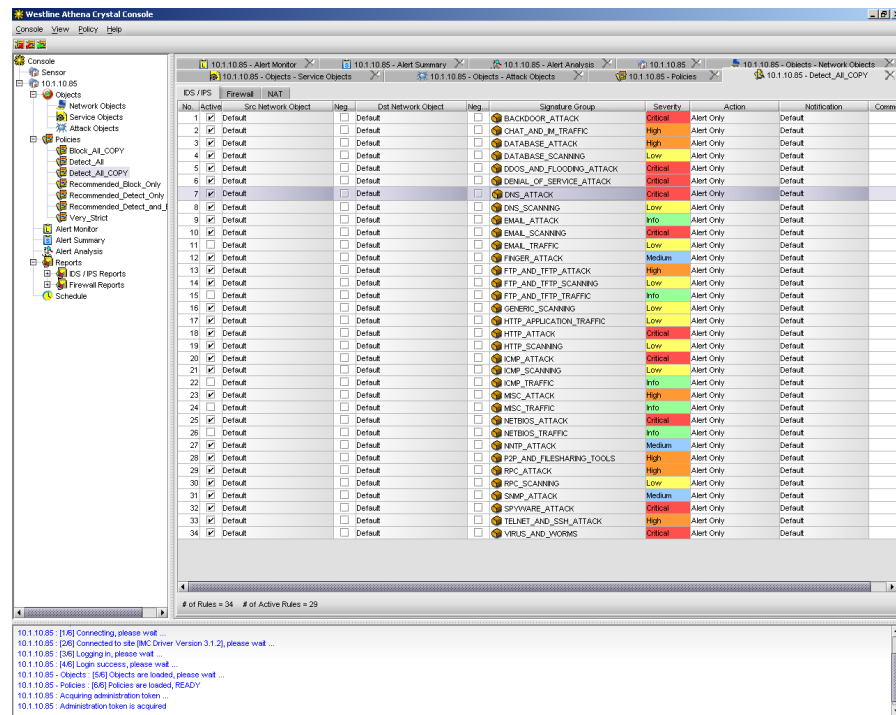 Westline Athena Crystal Console
Console View Policy Help
Console
Sensor
10.1.10.85
Objects
Network Objects
Service Objects
Attack Objects
Policies
Block_All_COPY
Detect_All
Detect_All_COPY
Recommended_Block_Only
Recommended_Detect_Only
Recommended_Detect_and_
Very_Strict
Alert Monitor
Alert Summary
Alert Analysis
Reports
IDS / IPS Reports
Firewall Reports
Schedule
10.1.10.85 - Alert Monitor 10.1.10.85 - Alert Summary 10.1.10.85 - Alert Analysis 10.1.10.85 10.1.10.85 - Objects - Network Objects
10.1.10.85 - Objects - Service Objects 10.1.10.85 - Objects - Attack Objects 10.1.10.85 - Policies 10.1.10.85 - Detect_All_COPY
IDS / IPS Firewall NAT
No. Active Src Network Object Neg... Dst Network Object Neg... Signature Group Severity Action Notification Comm
1 Default Default BACKDOOR_ATTACK Critical Alert Only Default
2 Default Default CHAT_AND_IM_TRAFFIC High Alert Only Default
3 Default Default DATABASE_ATTACK High Alert Only Default
4 Default Default DATABASE_SCANNING Low Alert Only Default
5 Default Default DDOS_AND_FLOODING_ATTACK Critical Alert Only Default
6 Default Default DENIAL_OF_SERVICE_ATTACK Critical Alert Only Default
7 Default Default DNS_ATTACK Critical Alert Only Default
8 Default Default DNS_SCANNING Low Alert Only Default
9 Default Default EMAIL_ATTACK Info Alert Only Default
10 Default Default EMAIL_SCANNING Critical Alert Only Default
11 Default Default EMAIL_TRAFFIC Low Alert Only Default
12 Default Default FINGER_ATTACK Medium Alert Only Default
13 Default Default FTP_AND_TFTP_ATTACK High Alert Only Default
14 Default Default FTP_AND_TFTP_SCANNING Low Alert Only Default
15 Default Default FTP_AND_TFTP_TRAFFIC Info Alert Only Default
16 Default Default GENERIC_SCANNING Low Alert Only Default
17 Default Default HTTP_APPLICATION_TRAFFIC Low Alert Only Default
18 Default Default HTTP_ATTACK Critical Alert Only Default
19 Default Default HTTP_SCANNING Low Alert Only Default
20 Default Default ICMP_ATTACK Critical Alert Only Default
21 Default Default ICMP_SCANNING Low Alert Only Default
22 Default Default ICMP_TRAFFIC Info Alert Only Default
23 Default Default MISC_ATTACK High Alert Only Default
24 Default Default MISC_TRAFFIC Info Alert Only Default
25 Default Default NETBIOS_ATTACK Critical Alert Only Default
26 Default Default NETBIOS_TRAFFIC Info Alert Only Default
27 Default Default NNTP_ATTACK Medium Alert Only Default
28 Default Default P2P_AND_FILESHARING_TOOLS High Alert Only Default
29 Default Default RPC_ATTACK High Alert Only Default
30 Default Default RPC_SCANNING Low Alert Only Default
31 Default Default SNMP_ATTACK Medium Alert Only Default
32 Default Default SPYWARE_ATTACK Critical Alert Only Default
33 Default Default TELNET_AND_SSH_ATTACK High Alert Only Default
34 Default Default VIRUS_AND_WORMS Critical Alert Only Default
# of Rules = 34 # of Active Rules = 29
10.1.10.85 : [1/6] Connecting, please wait ...
10.1.10.85 : [2/6] Connected to site [IMC Driver Version 3.1.2], please wait ...
10.1.10.85 : [3/6] Logging in, please wait ...
10.1.10.85 : [4/6] Login success, please wait ...
10.1.10.85 - Objects : [5/6] Objects are loaded, please wait ...
10.1.10.85 - Policies : [6/6] Policies are loaded, READY
10.1.10.85 : Acquiring administration token ...
10.1.10.85 : Administration token is acquired